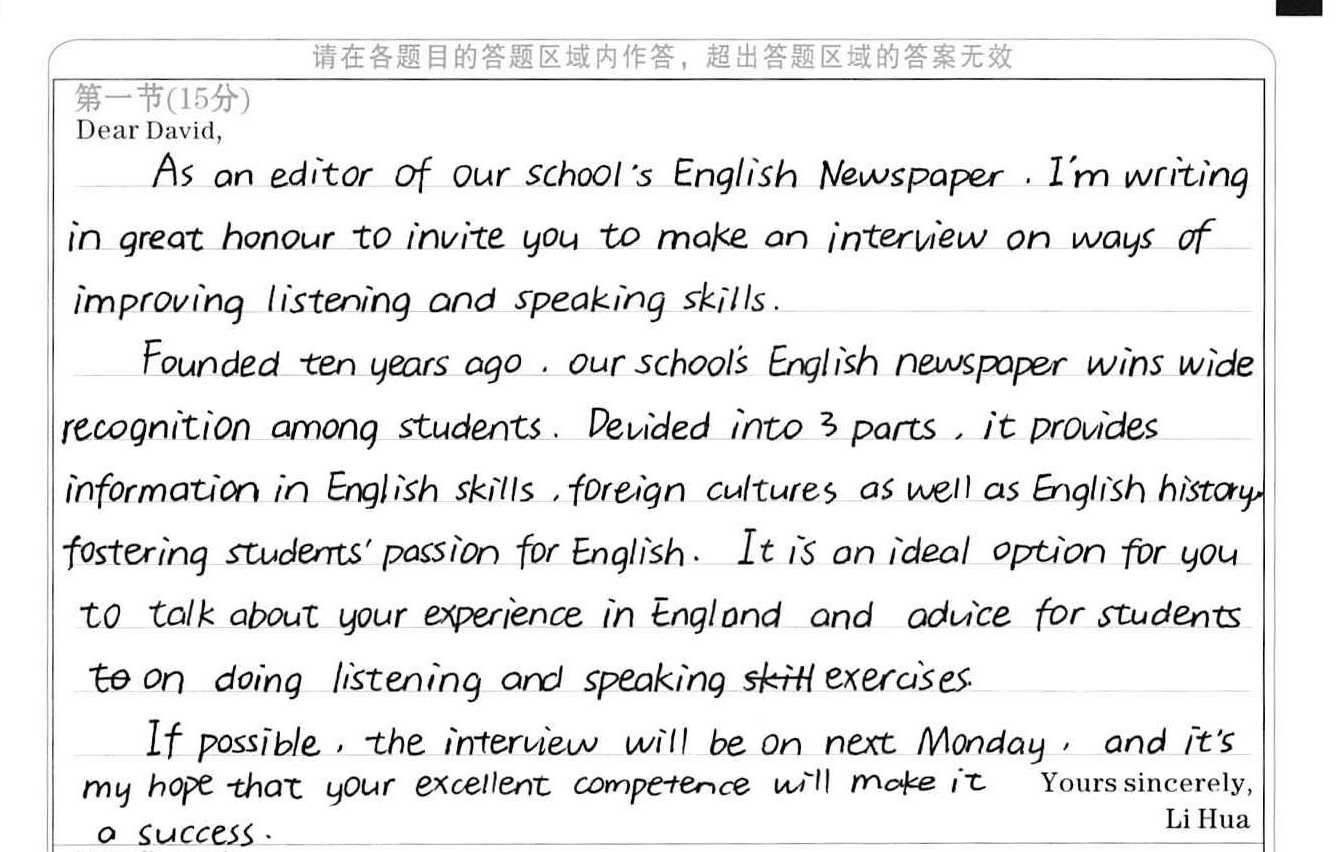 请在各题目的答题区域内作答，超出答题区域的答案无效
第一节(15分)
Dear David,
As an editor of our school's English Newspaper, I'm writing
in great honour to invite you to make an interview on ways of
improving listening and speaking skills.
Founded ten years ago, our school's English newspaper wins wide
recognition among students. Devided into 3 parts, it provides
information in English skills, foreign cultures as well as English history,
fostering students' passion for English. It is an ideal option for you
to talk about your experience in England and advice for students
to on doing listening and speaking skill exercises.
If possible, the interview will be on next Monday, and it's
my hope that your excellent competence will make it
a success.
Yours sincerely,
Li Hua